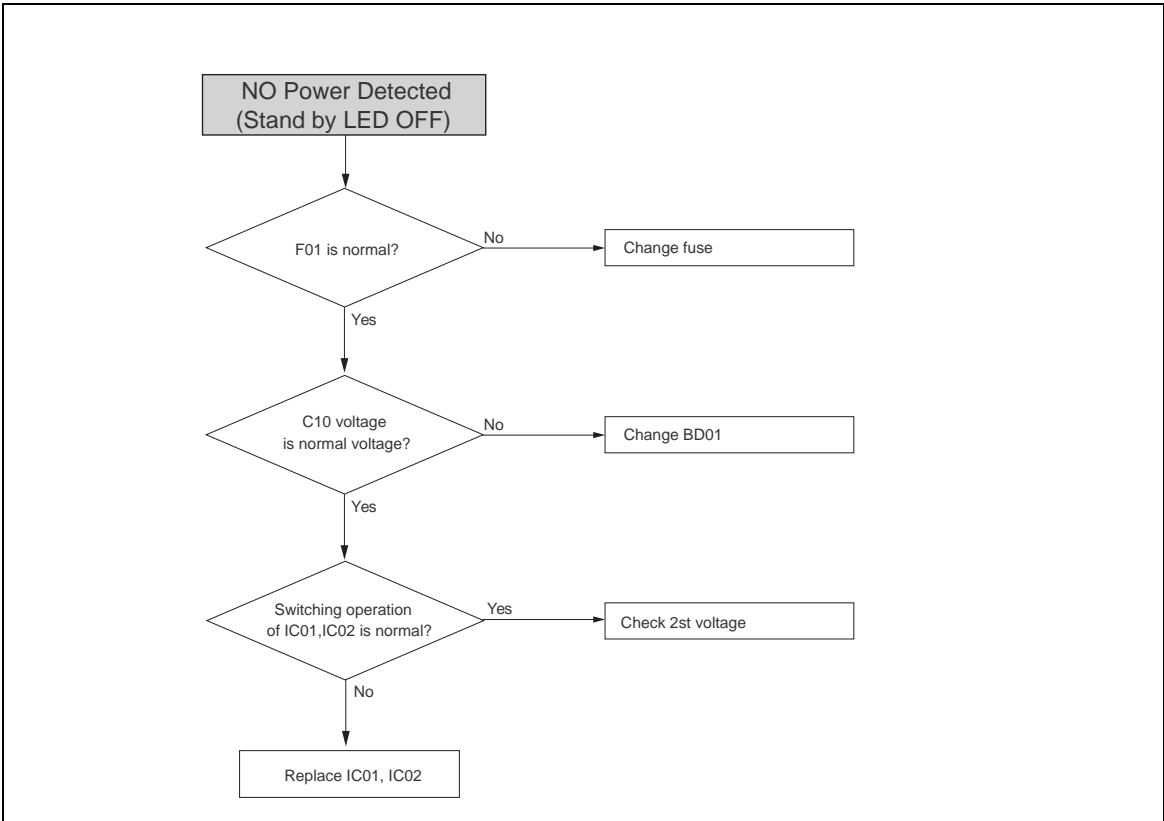 NO Power Detected
(Stand by LED OFF)
F01 is normal?
No
Change fuse
Yes
C10 voltage
is normal voltage?
No
Change BD01
Yes
Switching operation
of IC01,IC02 is normal?
Yes
Check 2st voltage
No
Replace IC01, IC02